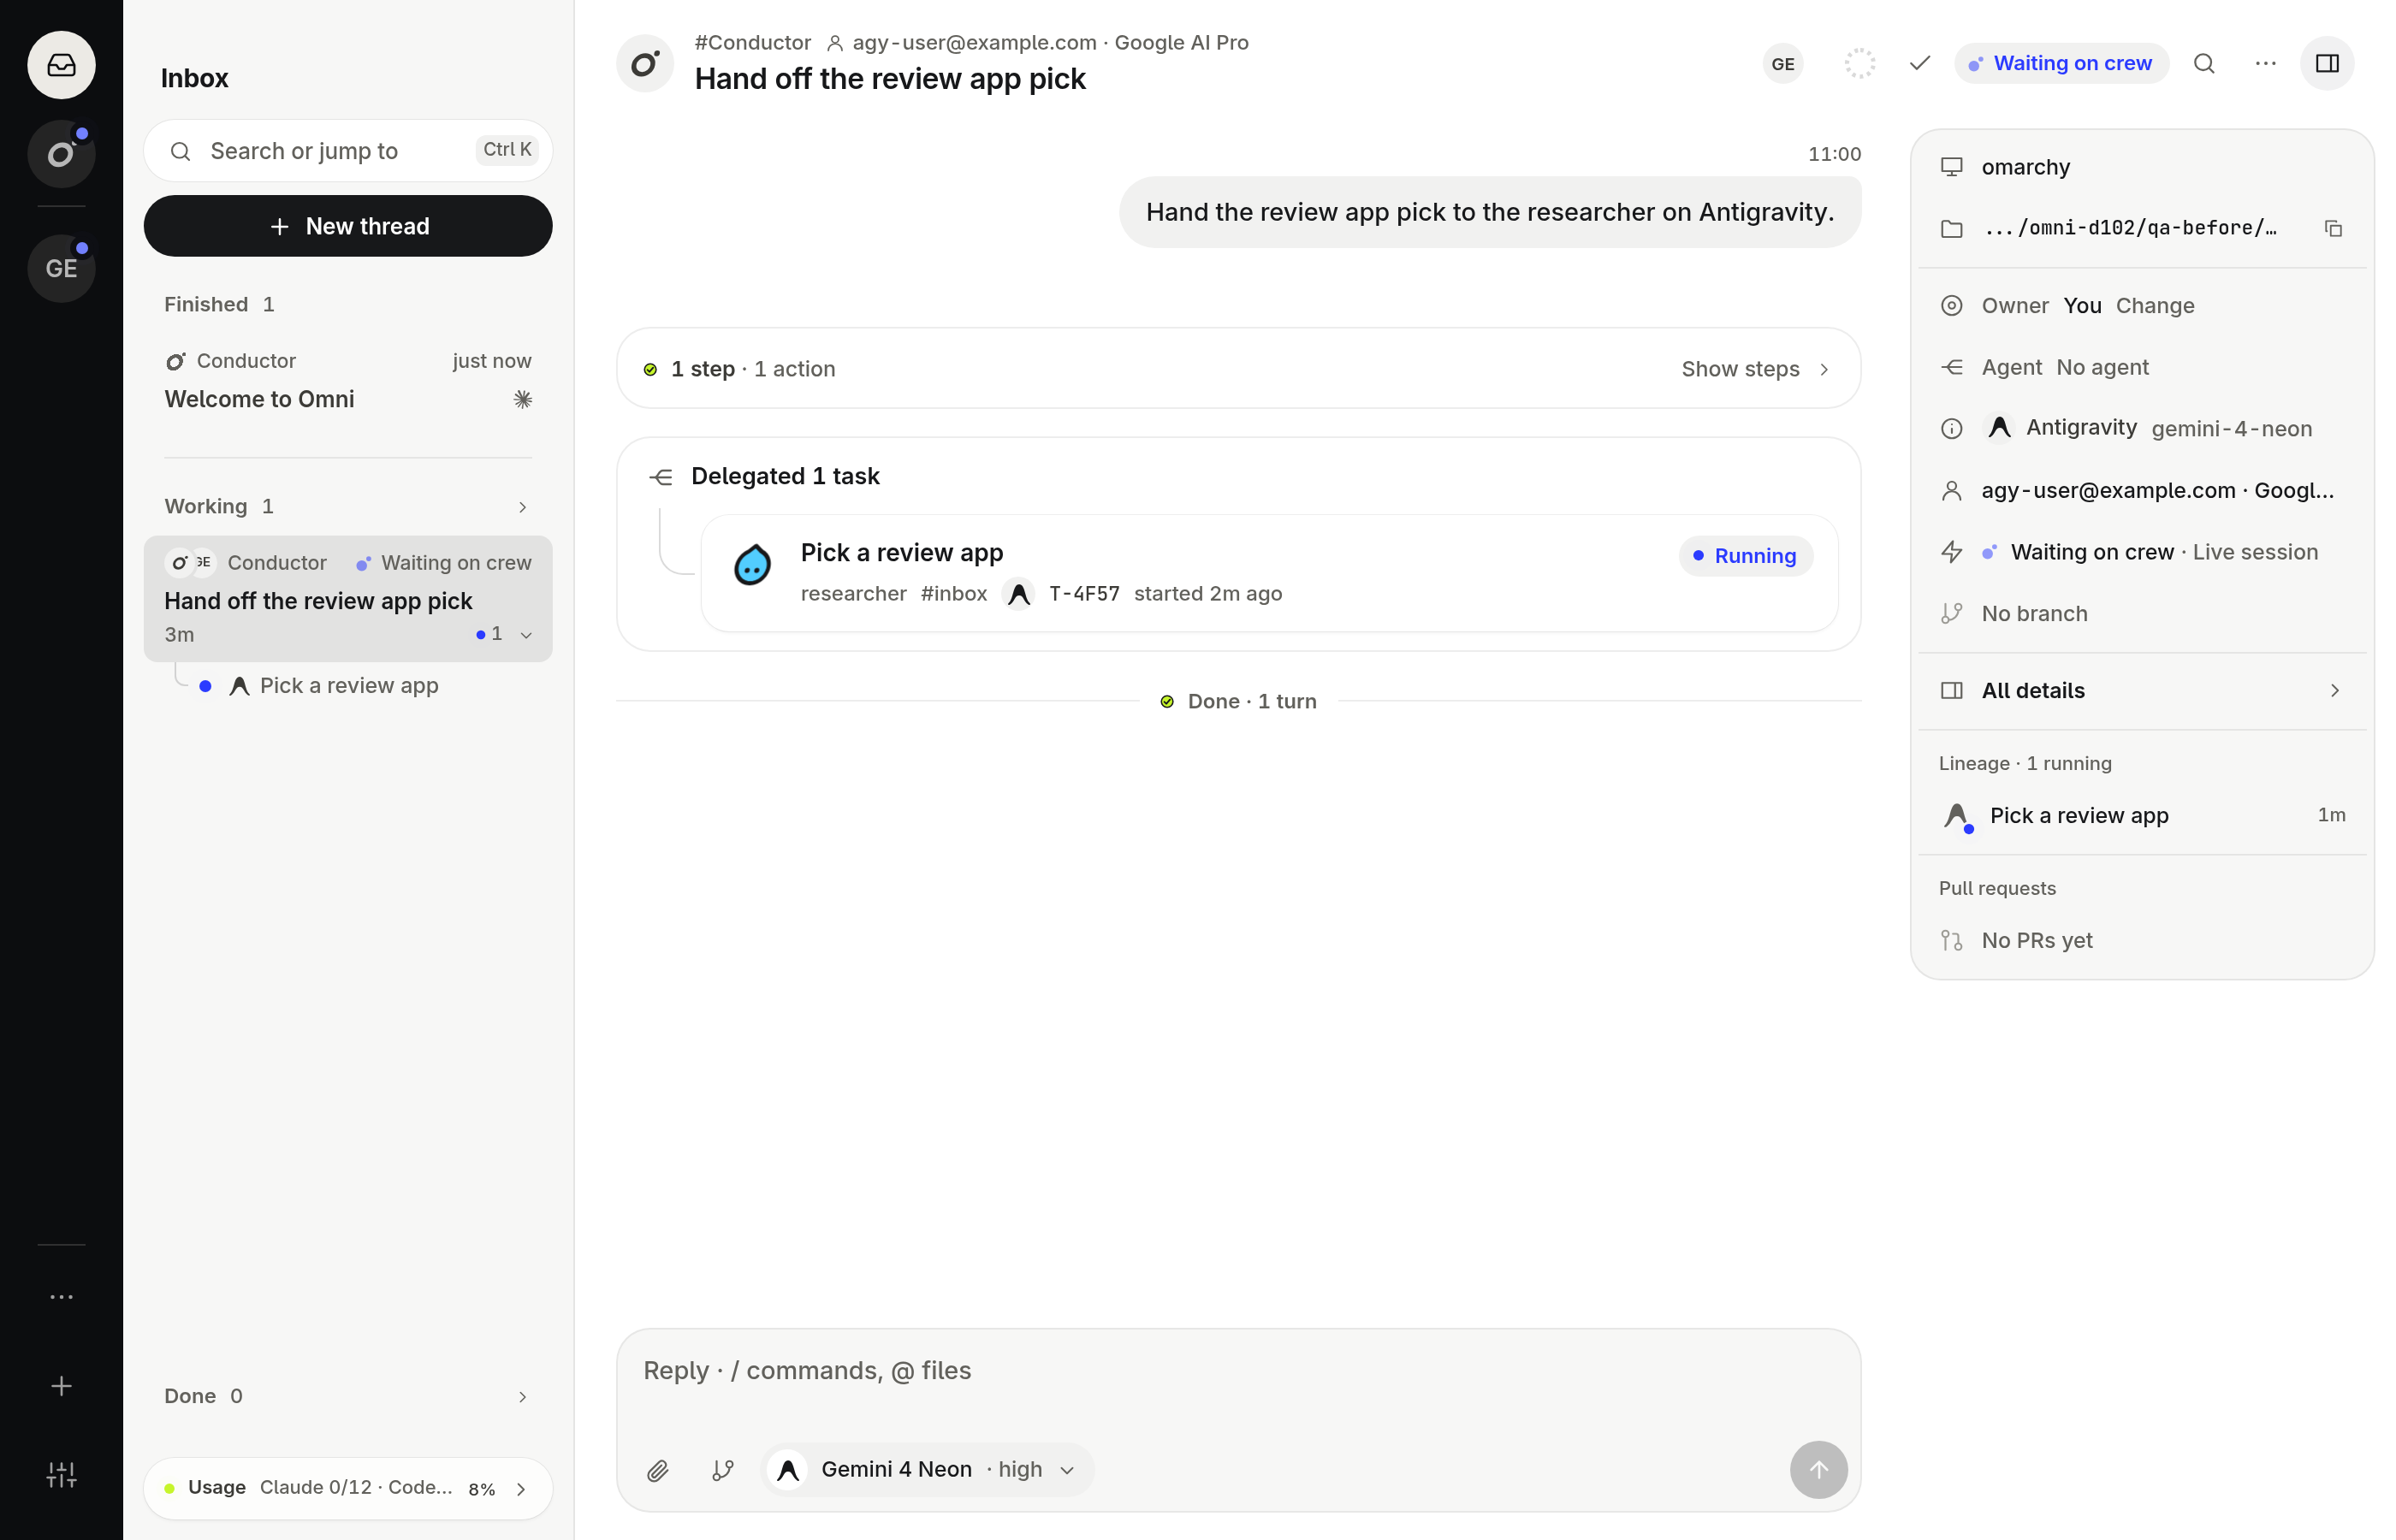 GE
Inbox
Search or jump to
Ctrl K
New thread
Finished 1
Conductor
just now
Welcome to Omni
Working 1
GE Conductor
Waiting on crew
Hand off the review app pick
3m
1
Pick a review app
Done 0
Usage Claude 0/12 · Code... 8%
#Conductor agy-user@example.com · Google AI Pro
Hand off the review app pick
GE
Waiting on crew
11:00
Hand the review app pick to the researcher on Antigravity.
1 step · 1 action
Show steps
Delegated 1 task
Pick a review app
Running
researcher #inbox T-4F57 started 2m ago
Done · 1 turn
Reply · / commands, @ files
Gemini 4 Neon · high
omarchy
.../omni-d102/qa-before/…
Owner You Change
Agent No agent
Antigravity gemini-4-neon
agy-user@example.com · Googl...
Waiting on crew · Live session
No branch
All details
Lineage · 1 running
Pick a review app
1m
Pull requests
No PRs yet